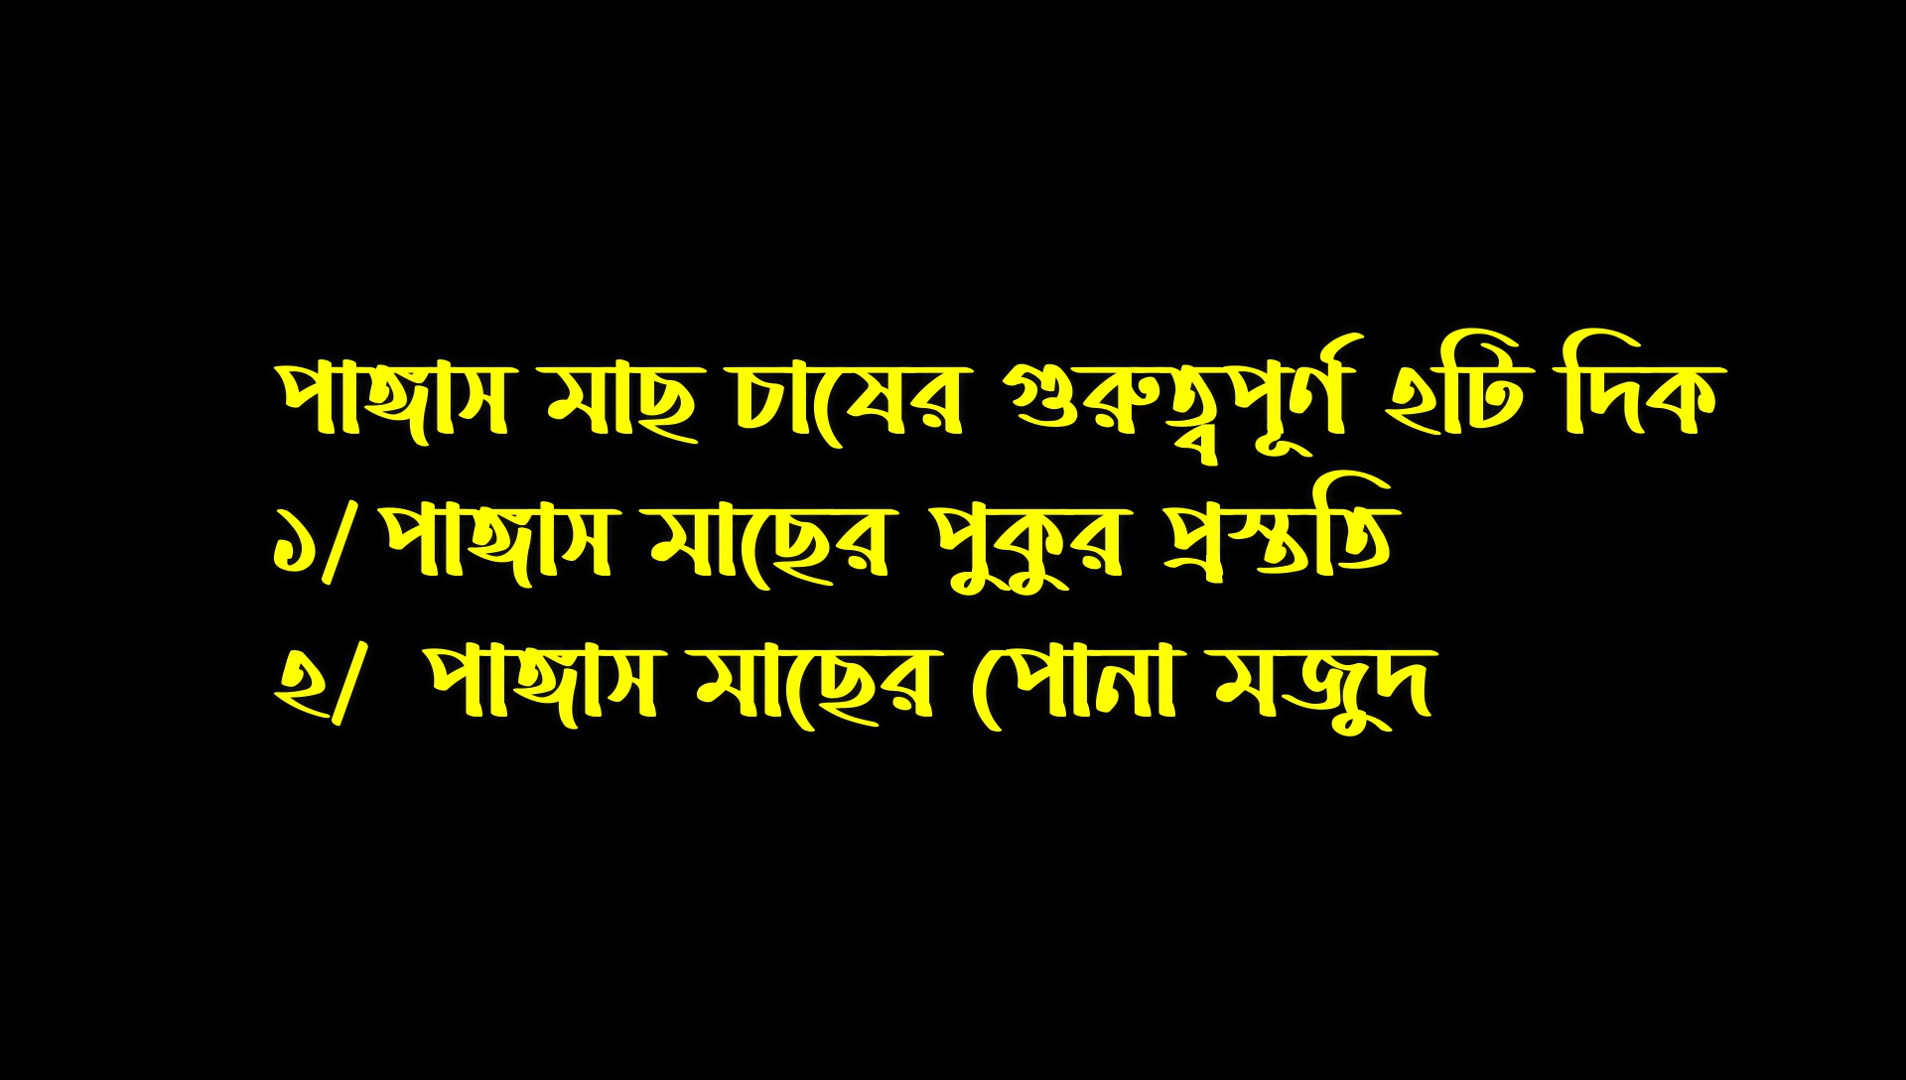 পাঙ্গাস মাছ চাষের গুরুত্বপূর্ণ ২টি দিক
১/ পাঙ্গাস মাছের পুকুর প্রস্তুতি
২/ পাঙ্গাস মাছের পোনা মজুদ